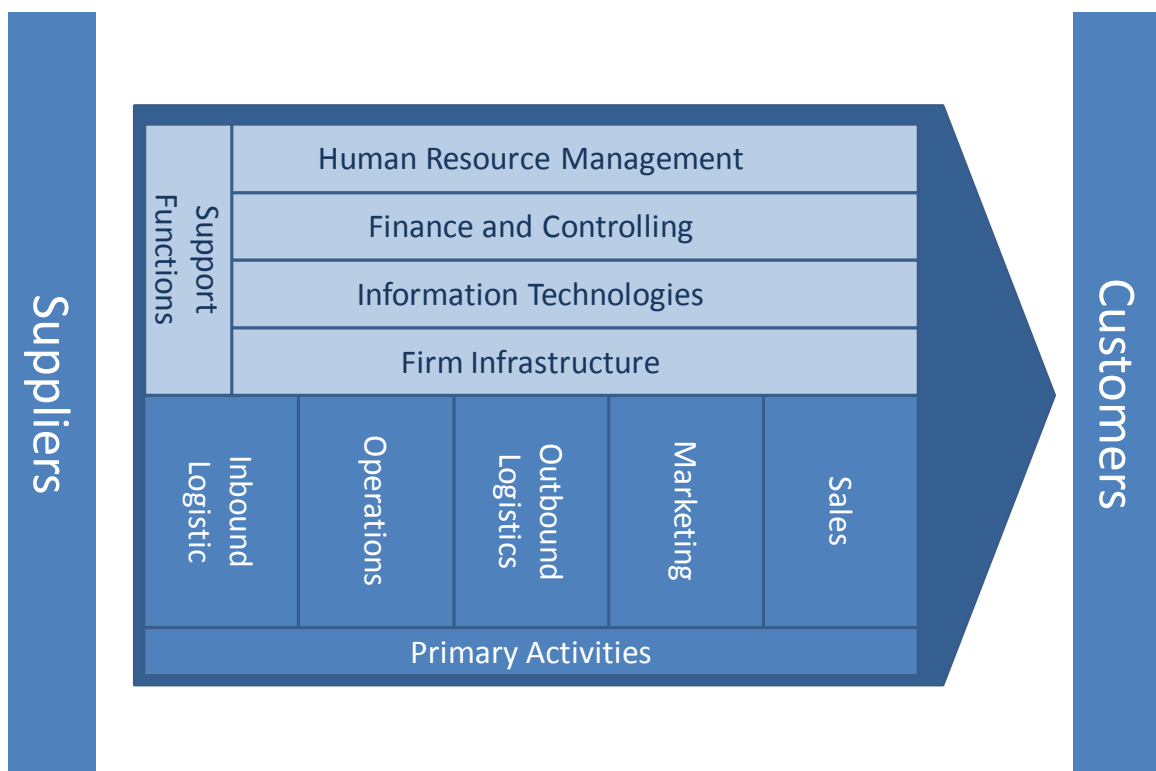 Suppliers
Support
Functions
Human Resource Management
Finance and Controlling
Information Technologies
Firm Infrastructure
Inbound
Logistic
Operations
Outbound
Logistics
Marketing
Sales
Primary Activities
Customers